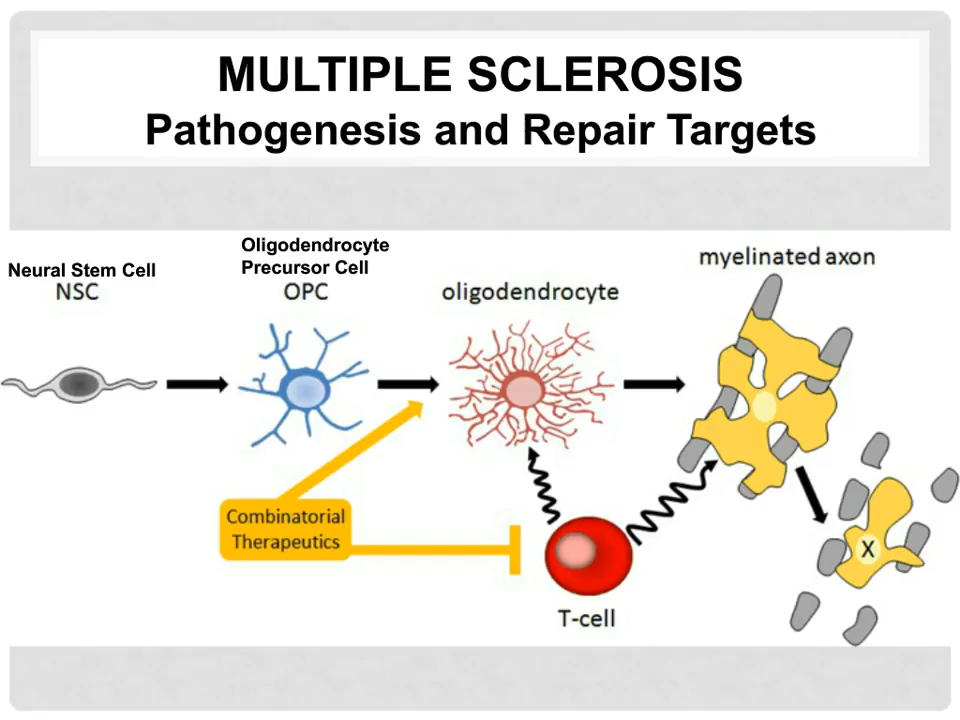 MULTIPLE SCLEROSIS
Pathogenesis and Repair Targets
Neural Stem Cell
NSC
Oligodendrocyte
Precursor Cell
OPC
oligodendrocyte
myelinated axon
Combinatorial
Therapeutics
X
T-cell